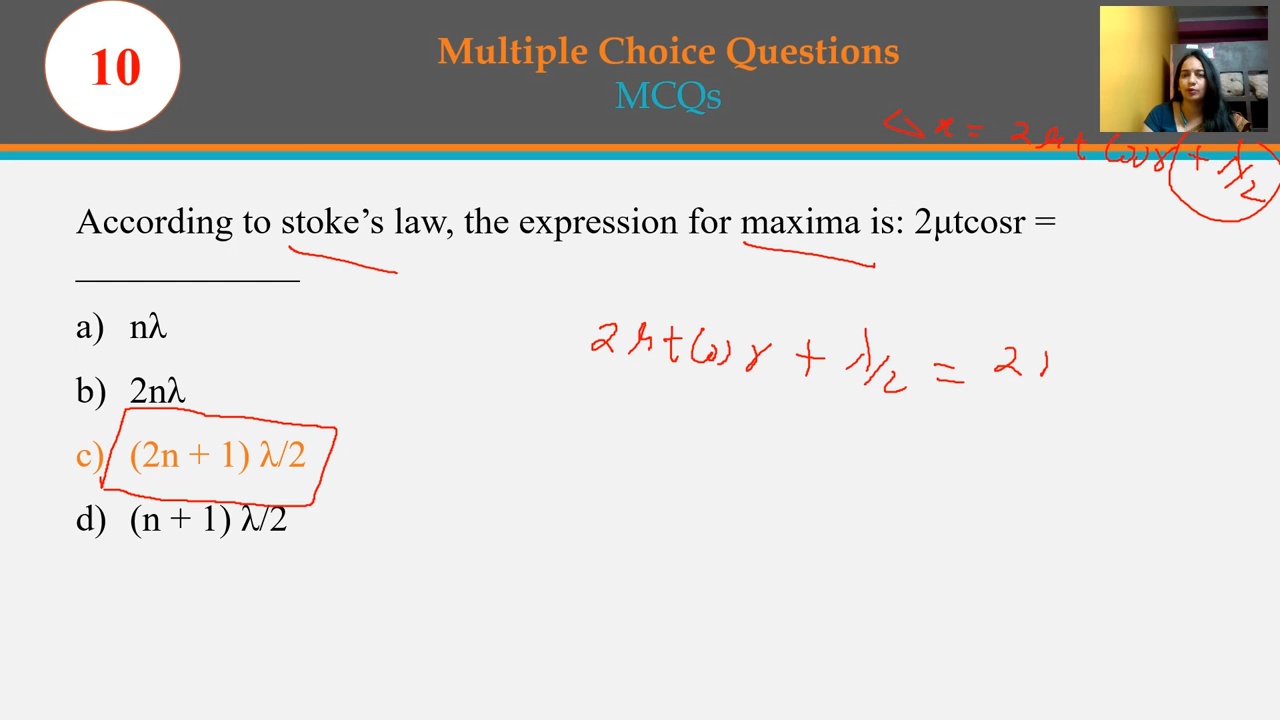 10
Multiple Choice Questions
MCQs
Δx = 2μt cosr + λ/2
According to stoke’s law, the expression for maxima is: 2μtcosr =
____________
a) nλ
b) 2nλ
c) (2n + 1) λ/2
d) (n + 1) λ/2
2μt cosr + λ/2 = 2